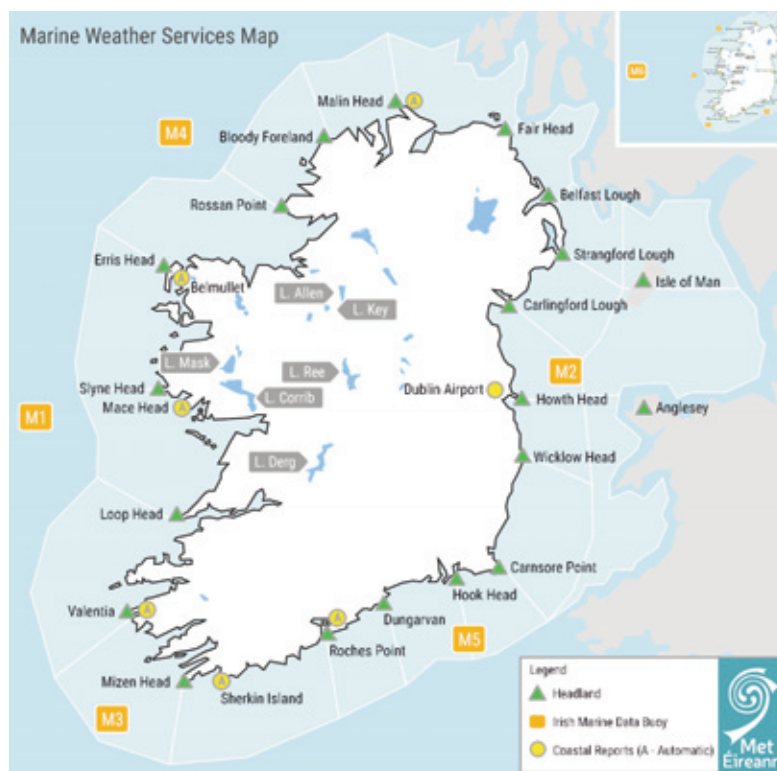 Marine Weather Services Map
M6
Malin Head
A
Fair Head
Bloody Foreland
M4
Belfast Lough
Rossan Point
Strangford Lough
Erris Head
A
Belmullet
Isle of Man
L. Allen
L. Key
Carlingford Lough
L. Mask
L. Ree
M2
Slyne Head
Dublin Airport
Howth Head
L. Corrib
Mace Head
A
Anglesey
M1
Wicklow Head
L. Derg
Loop Head
Carnsore Point
Hook Head
Valentia
A
Dungarvan
A
Roches Point
M5
Mizen Head
A
Sherkin Island
M3
Legend
Headland
Irish Marine Data Buoy
Coastal Reports (A - Automatic)
Met
Éireann